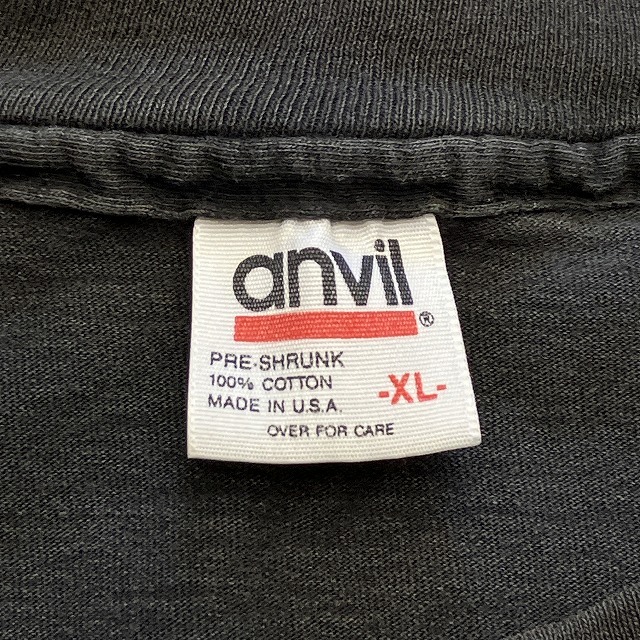 anvil®
PRE-SHRUNK
100% COTTON
MADE IN U.S.A.
-XL-
OVER FOR CARE